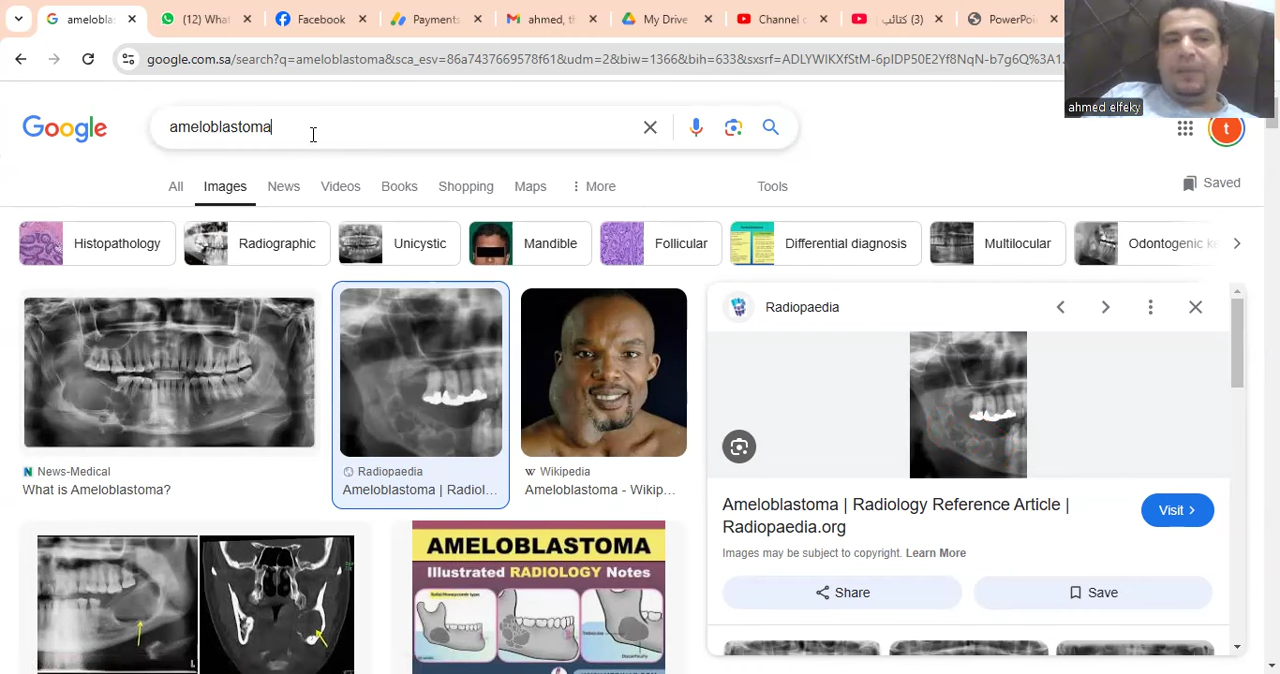 ameloblas
(12) Wha
Facebook
Payments
ahmed, t
My Drive
Channel
(3) كتائب
PowerPoi
google.com.sa/search?q=ameloblastoma&sca_esv=86a7437669578f61&udm=2&biw=1366&bih=633&sxsrf=ADLYWIKXfStM-6pIDP50E2Yf8NqN-b7g6Q%3A1
ahmed elfeky
Google
ameloblastoma
t
All
Images
News
Videos
Books
Shopping
Maps
More
Tools
Saved
Histopathology
Radiographic
Unicystic
Mandible
Follicular
Differential diagnosis
Multilocular
Odontogenic ke
News-Medical
What is Ameloblastoma?
Radiopaedia
Ameloblastoma | Radiol...
W Wikipedia
Ameloblastoma - Wikip...
Radiopaedia
Ameloblastoma | Radiology Reference Article |
Radiopaedia.org
Visit
Images may be subject to copyright. Learn More
Share
Save
AMELOBLASTOMA
Illustrated RADIOLOGY Notes